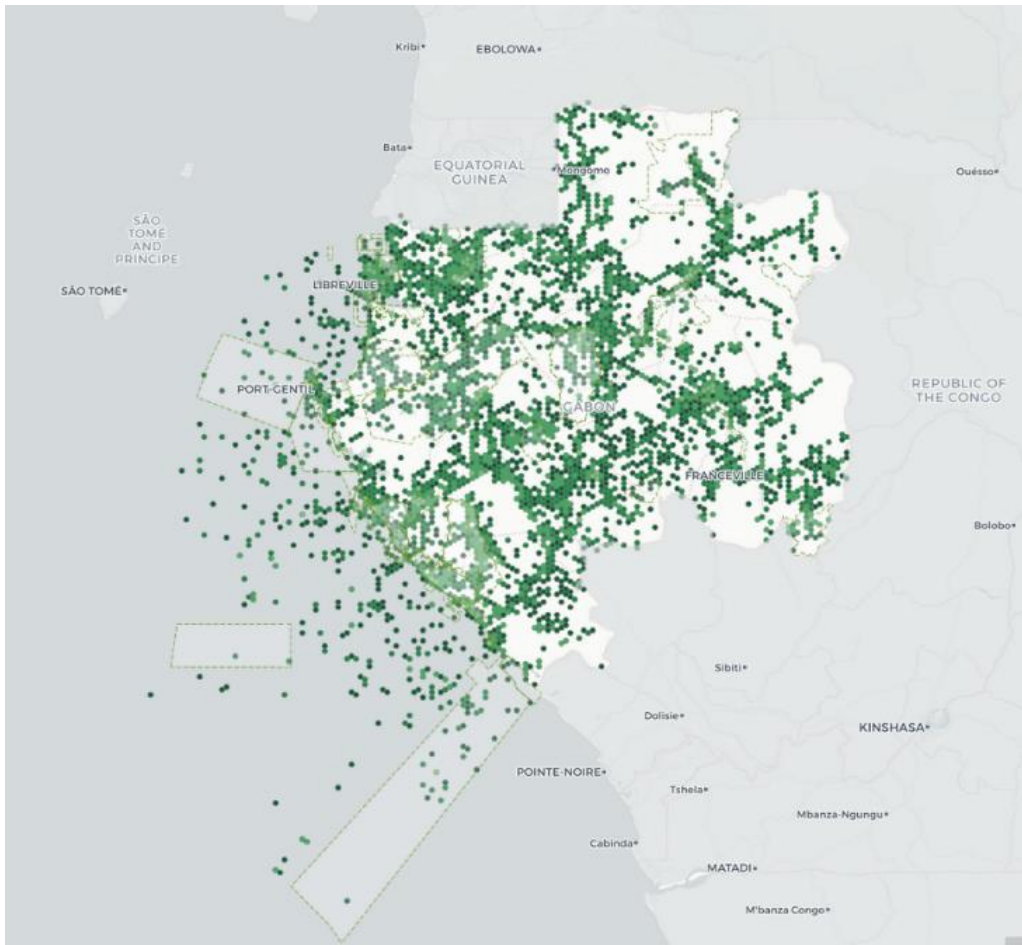 Kribi
EBOLOWA
Bata
EQUATORIAL
GUINEA
Mongomo
Ouésso
SÃO
TOMÉ
AND
PRÍNCIPE
SÃO TOMÉ
LIBREVILLE
PORT-GENTIL
GABON
REPUBLIC OF
THE CONGO
FRANCEVILLE
Bolobo
Sibiti
Dolisie
KINSHASA
POINTE-NOIRE
Tshela
Mbanza-Ngungu
Cabinda
MATADI
M'banza Congo